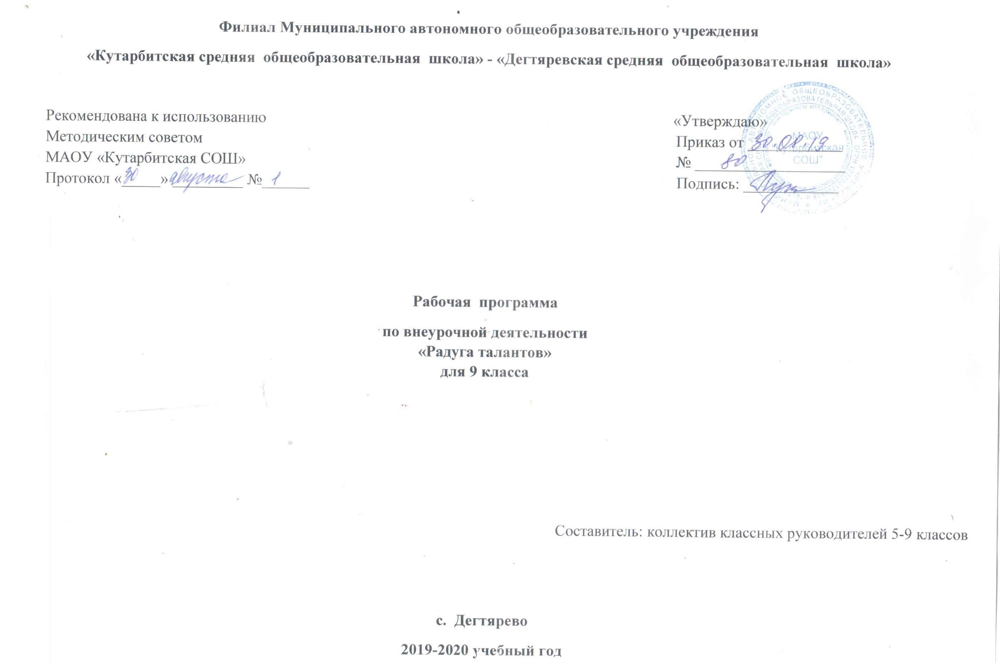 Филиал Муниципального автономного общеобразовательного учреждения
«Кутарбитская средняя общеобразовательная школа» - «Дегтяревская средняя общеобразовательная школа»
Рекомендована к использованию
Методическим советом
МАОУ «Кутарбитская СОШ»
Протокол «30» августа № 1
«Утверждаю»
Приказ от 30.08.19
№ 80
Подпись:
МАОУ
"Кутарбитская
СОШ"
Рабочая программа
по внеурочной деятельности
«Радуга талантов»
для 9 класса
Составитель: коллектив классных руководителей 5-9 классов
с. Дегтярево
2019-2020 учебный год